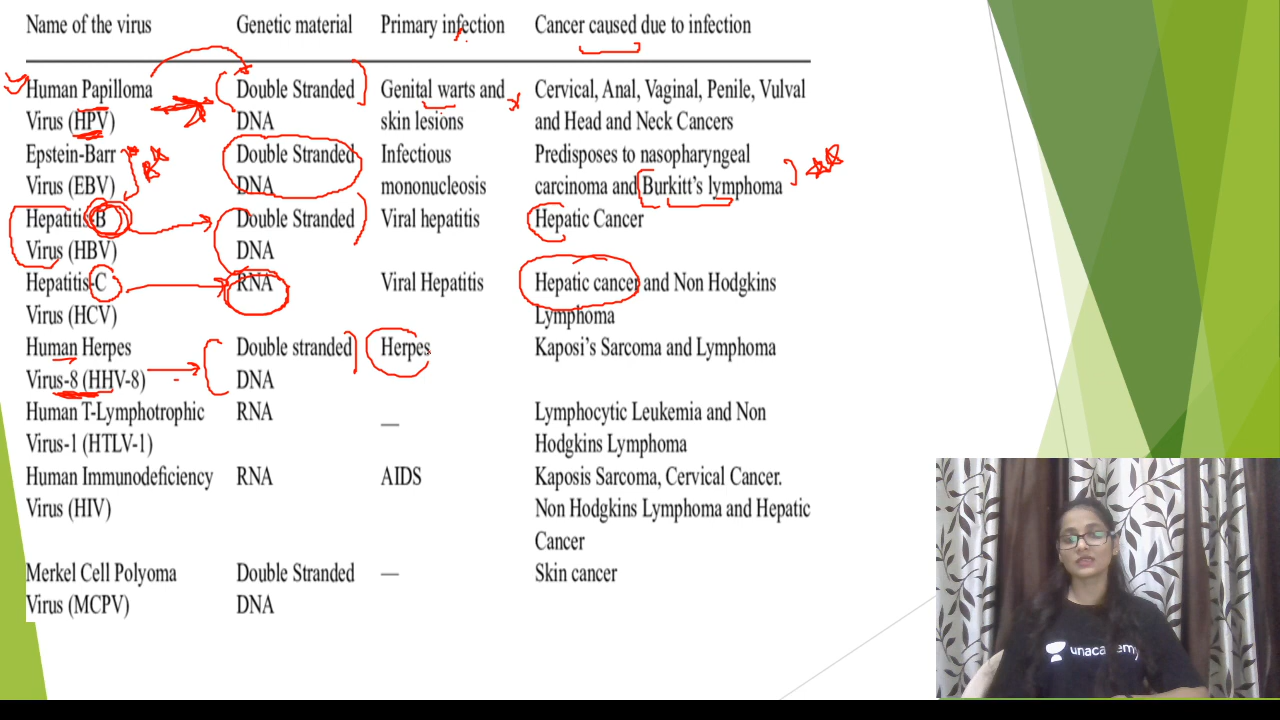 Name of the virus Genetic material Primary infection Cancer caused due to infection
Human Papilloma Double Stranded Genital warts and Cervical, Anal, Vaginal, Penile, Vulval
Virus (HPV) DNA skin lesions and Head and Neck Cancers
Epstein-Barr Double Stranded Infectious Predisposes to nasopharyngeal
Virus (EBV) DNA mononucleosis carcinoma and Burkitt's lymphoma
Hepatitis-B Double Stranded Viral hepatitis Hepatic Cancer
Virus (HBV) DNA
Hepatitis-C RNA Viral Hepatitis Hepatic cancer and Non Hodgkins
Virus (HCV) Lymphoma
Human Herpes Double stranded Herpes Kaposi's Sarcoma and Lymphoma
Virus-8 (HHV-8) DNA
Human T-Lymphotrophic RNA — Lymphocytic Leukemia and Non
Virus-1 (HTLV-1) Hodgkins Lymphoma
Human Immunodeficiency RNA AIDS Kaposis Sarcoma, Cervical Cancer.
Virus (HIV) Non Hodgkins Lymphoma and Hepatic
Cancer
Merkel Cell Polyoma Double Stranded — Skin cancer
Virus (MCPV) DNA
unacademy